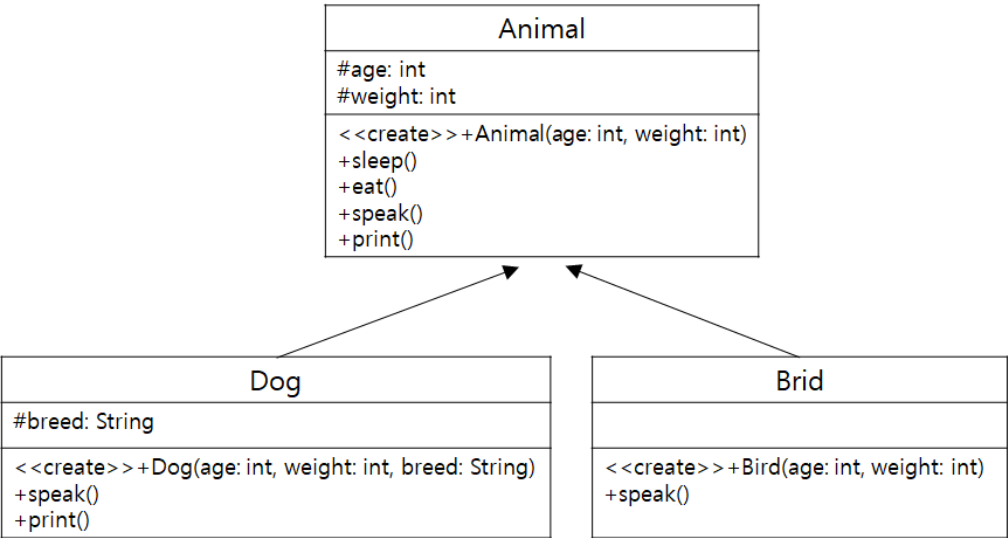 Animal
#age: int
#weight: int
<<create>>+Animal(age: int, weight: int)
+sleep()
+eat()
+speak()
+print()
Dog
#breed: String
<<create>>+Dog(age: int, weight: int, breed: String)
+speak()
+print()
Brid
<<create>>+Bird(age: int, weight: int)
+speak()